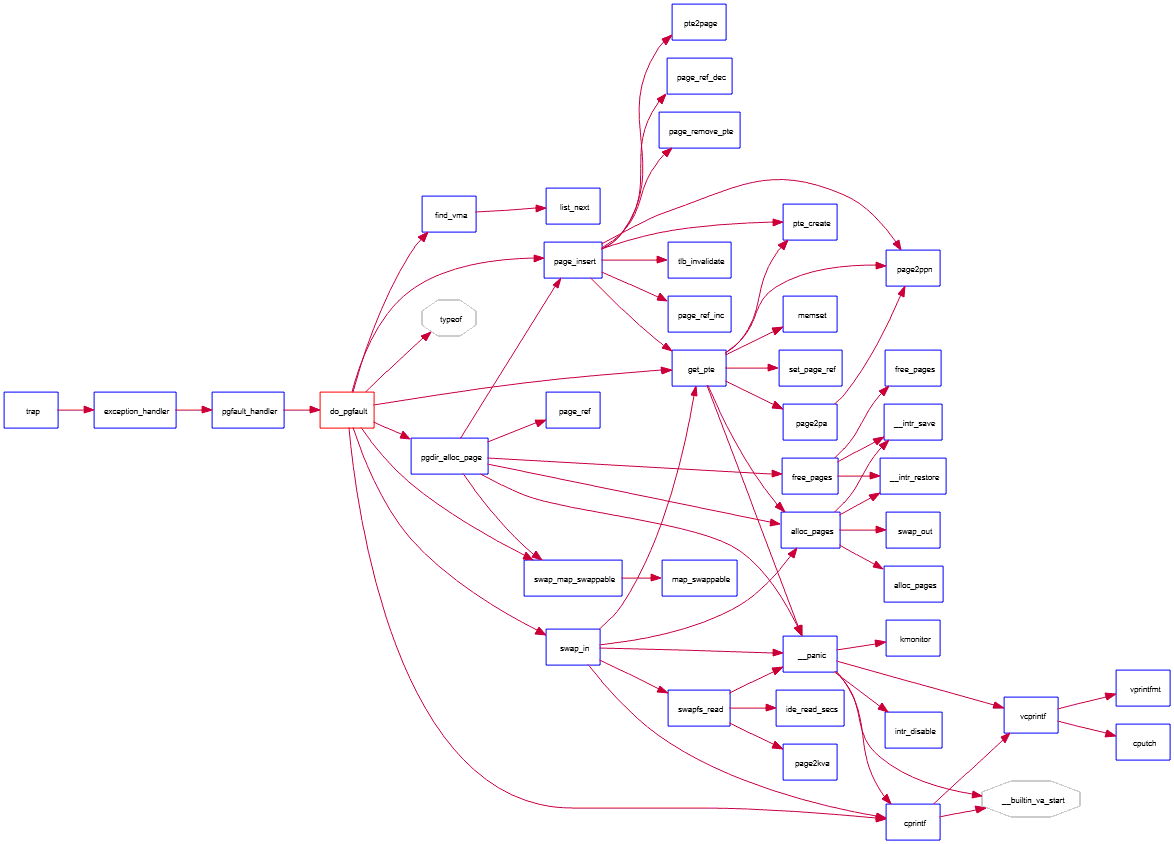 pte2page
page_ref_dec
page_remove_pte
find_vma
list_next
pte_create
page_insert
tlb_invalidate
page2ppn
typeof
page_ref_inc
memset
get_pte
set_page_ref
free_pages
trap
exception_handler
pgfault_handler
do_pgfault
page_ref
page2pa
__intr_save
pgdir_alloc_page
free_pages
__intr_restore
alloc_pages
swap_out
swap_map_swappable
map_swappable
alloc_pages
swap_in
__panic
kmonitor
vprintfmt
swapfs_read
ide_read_secs
vcprintf
intr_disable
cputch
page2kva
__builtin_va_start
cprintf